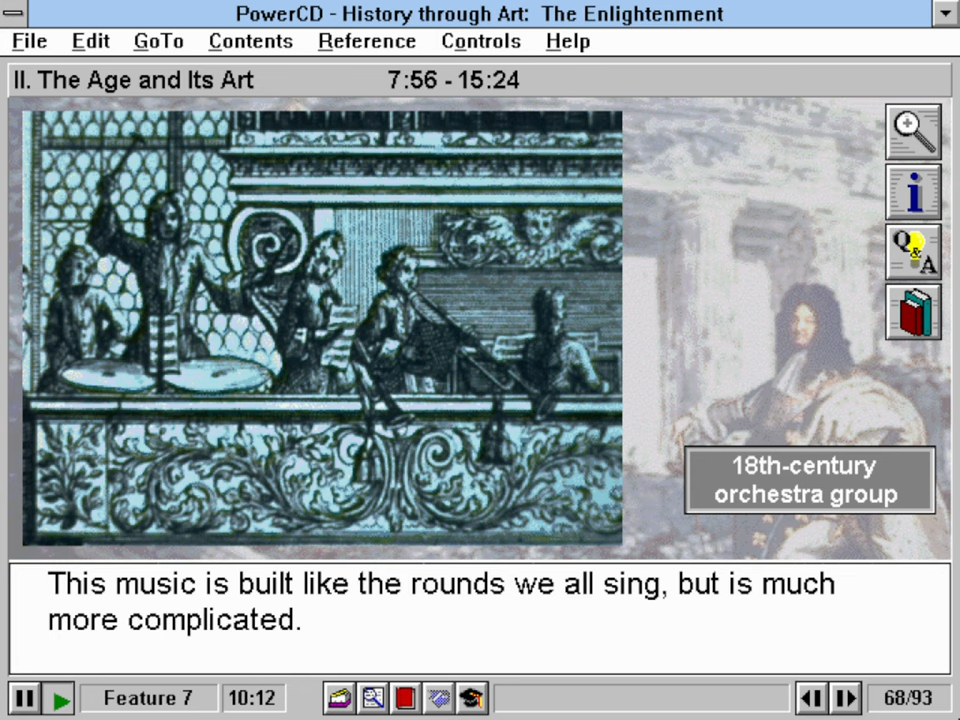 PowerCD - History through Art: The Enlightenment
File Edit GoTo Contents Reference Controls Help
II. The Age and Its Art 7:56 - 15:24
i
Q & A
18th-century
orchestra group
This music is built like the rounds we all sing, but is much
more complicated.
Feature 7 10:12 68/93